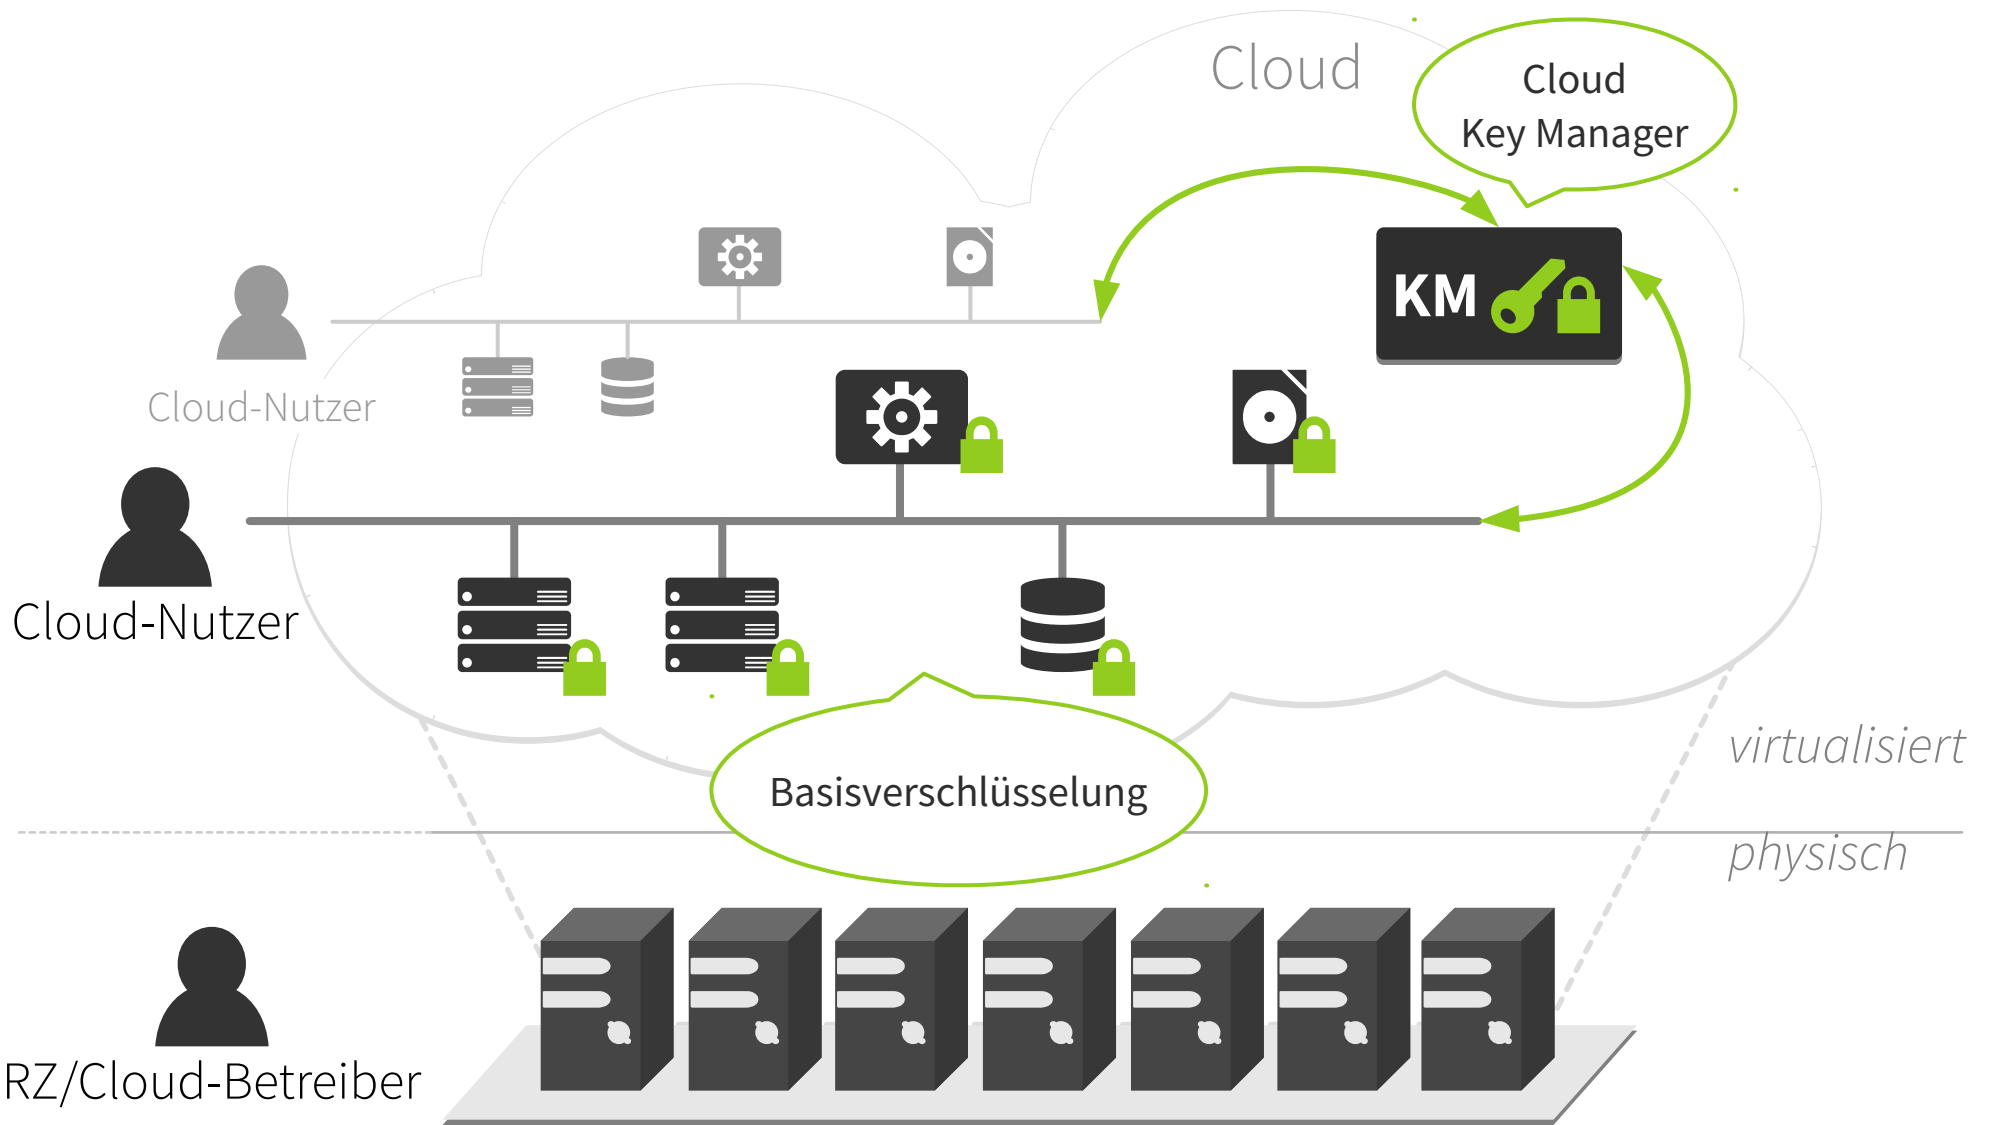 Cloud
Cloud
Key Manager
KM
Cloud-Nutzer
Cloud-Nutzer
virtualisiert
Basisverschlüsselung
physisch
RZ/Cloud-Betreiber